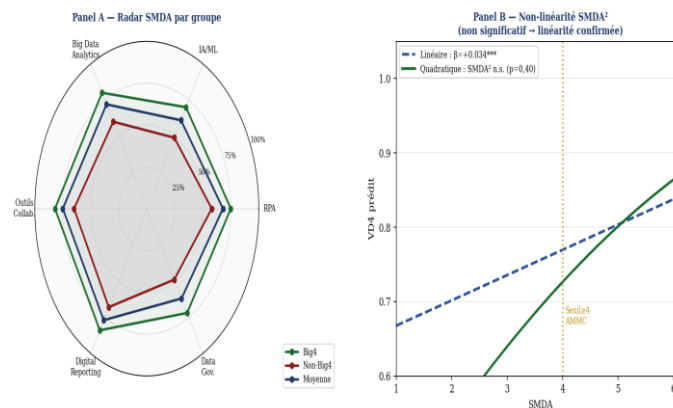 Panel A — Radar SMDA par groupe
Big Data
Analytics
IA/ML
100%
75%
50%
25%
Outils
Collab.
RPA
Digital
Reporting
Data
Gov.
Big4
Non-Big4
Moyenne
Panel B — Non-linéarité SMDA²
(non significatif → linéarité confirmée)
Linéaire : β=+0.034***
Quadratique : SMDA² n.s. (p=0,40)
1.0
0.9
0.8
0.7
0.6
VD4 prédit
Seuil≥4
AMMC
1 2 3 4 5 6
SMDA